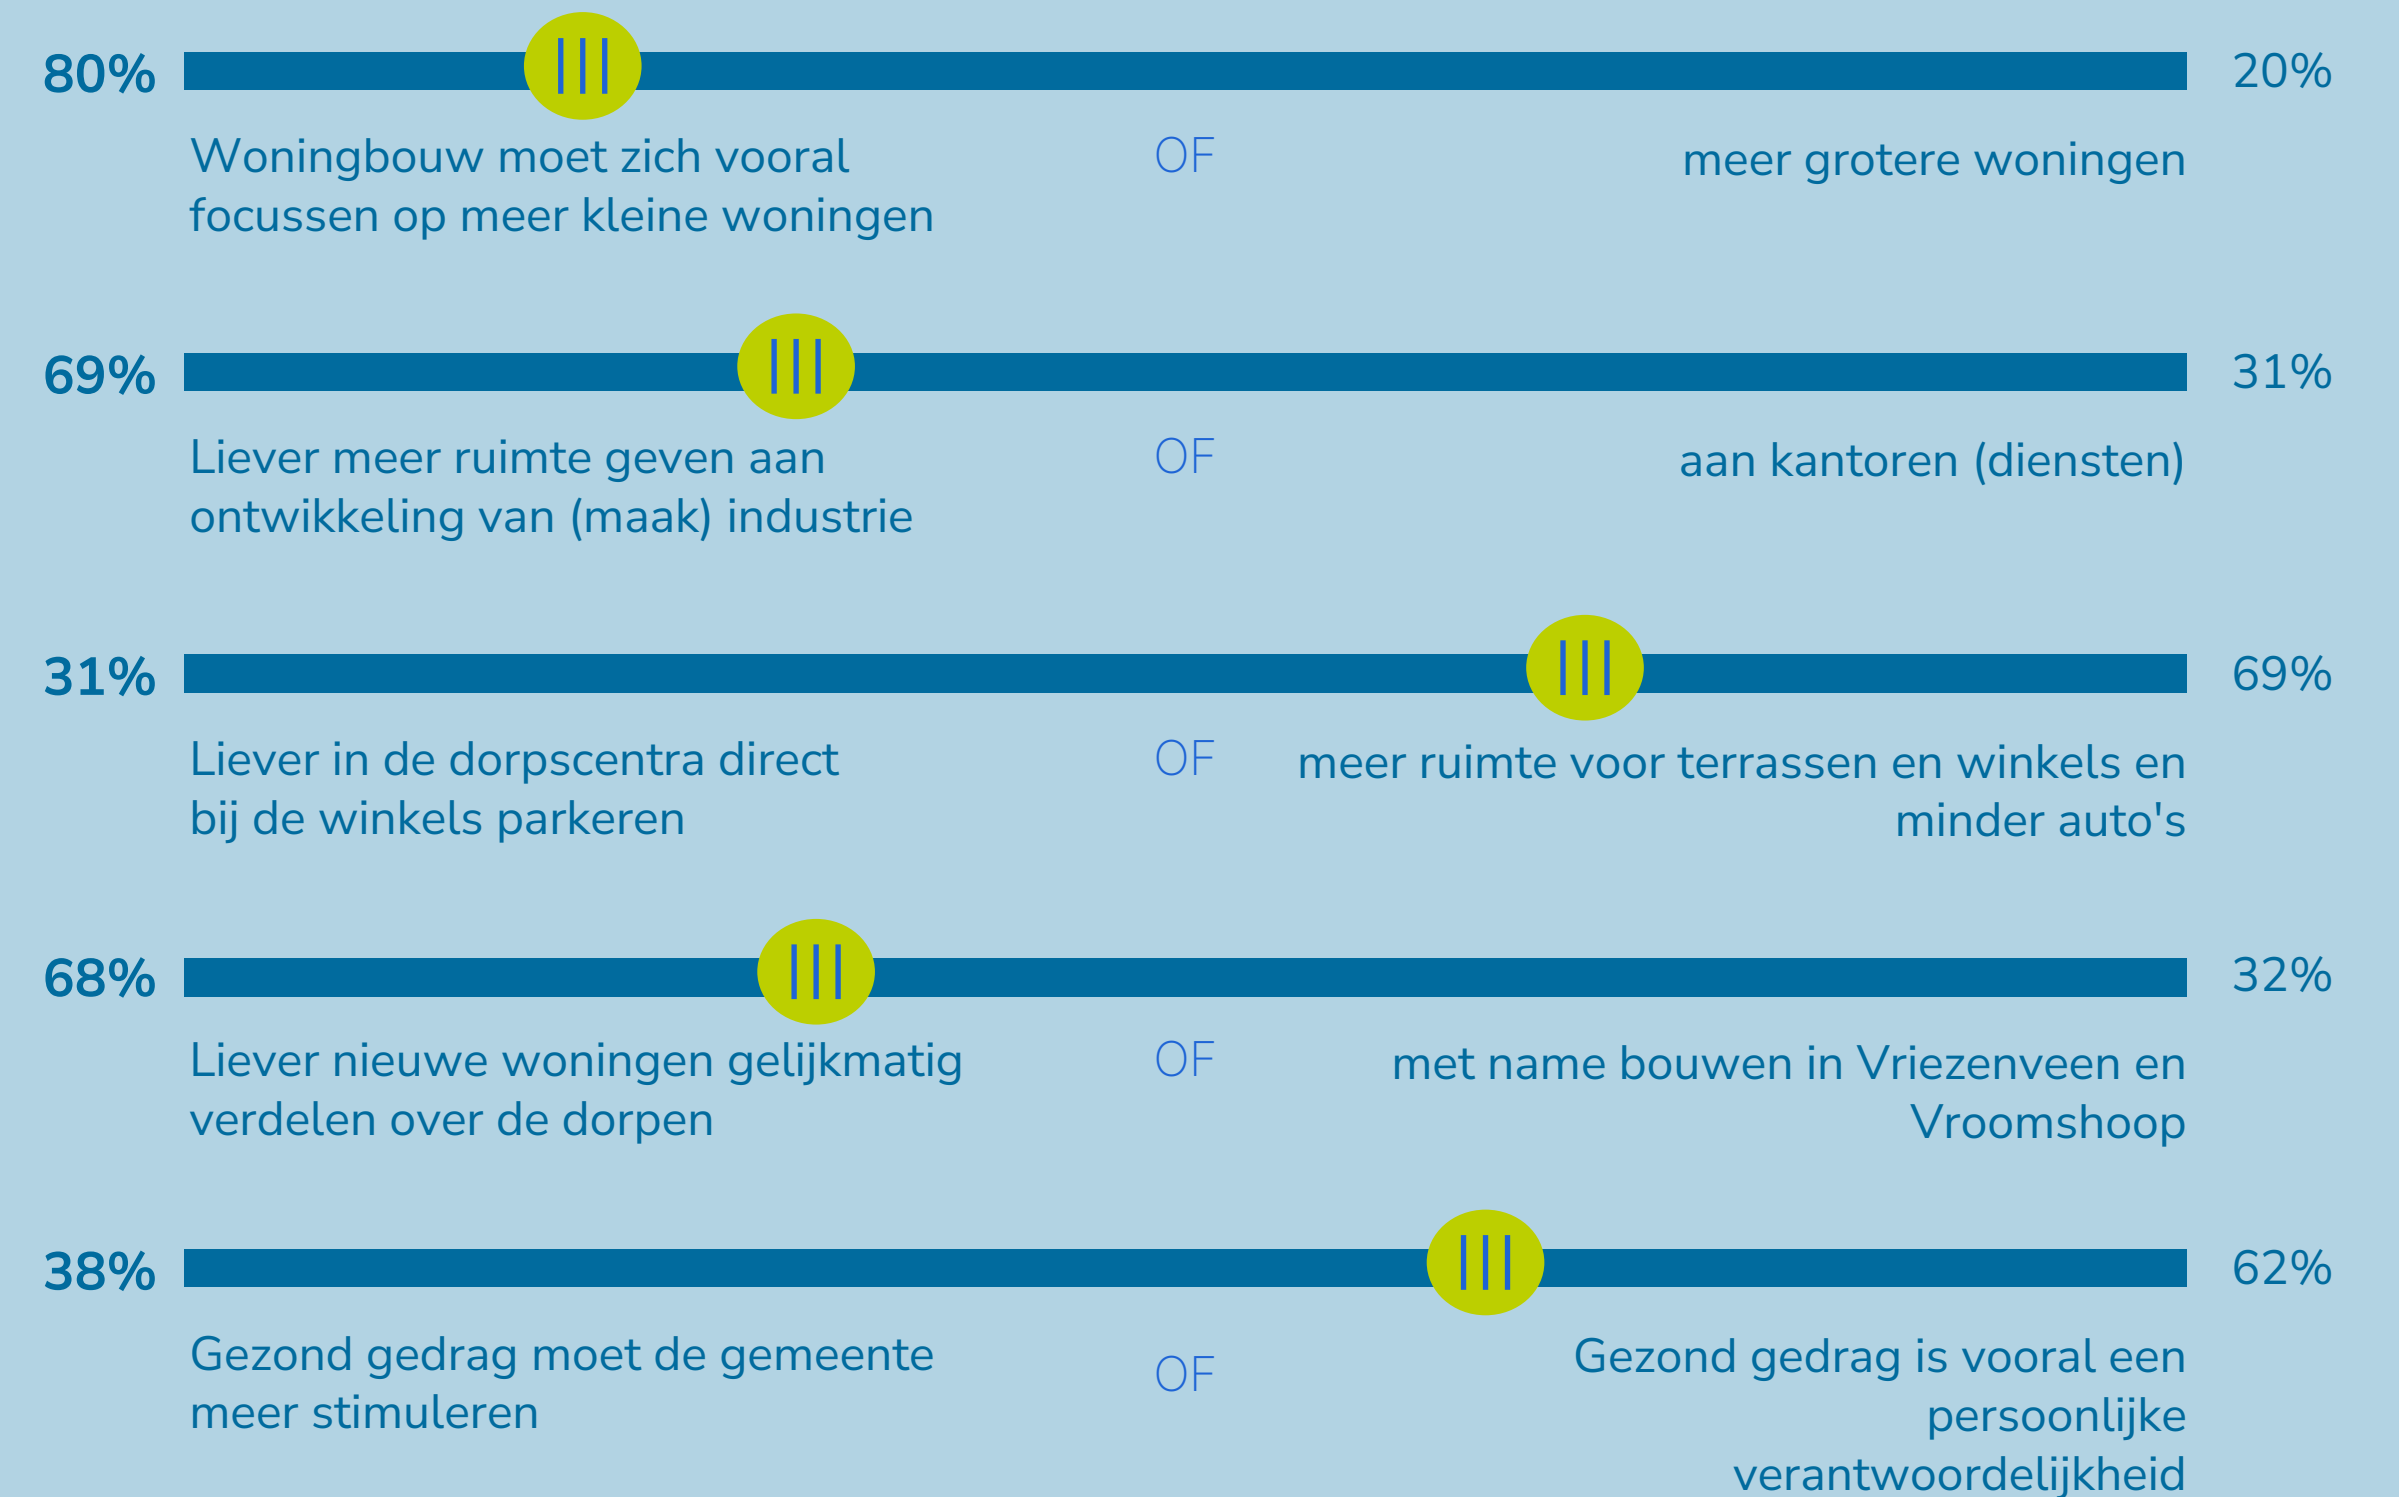 80%
20%
Woningbouw moet zich vooral
focussen op meer kleine woningen
OF
meer grotere woningen
69%
31%
Liever meer ruimte geven aan
ontwikkeling van (maak) industrie
OF
aan kantoren (diensten)
31%
69%
Liever in de dorpscentra direct
bij de winkels parkeren
OF
meer ruimte voor terrassen en winkels en
minder auto's
68%
32%
Liever nieuwe woningen gelijkmatig
verdelen over de dorpen
OF
met name bouwen in Vriezenveen en
Vroomshoop
38%
62%
Gezond gedrag moet de gemeente
meer stimuleren
OF
Gezond gedrag is vooral een
persoonlijke
verantwoordelijkheid